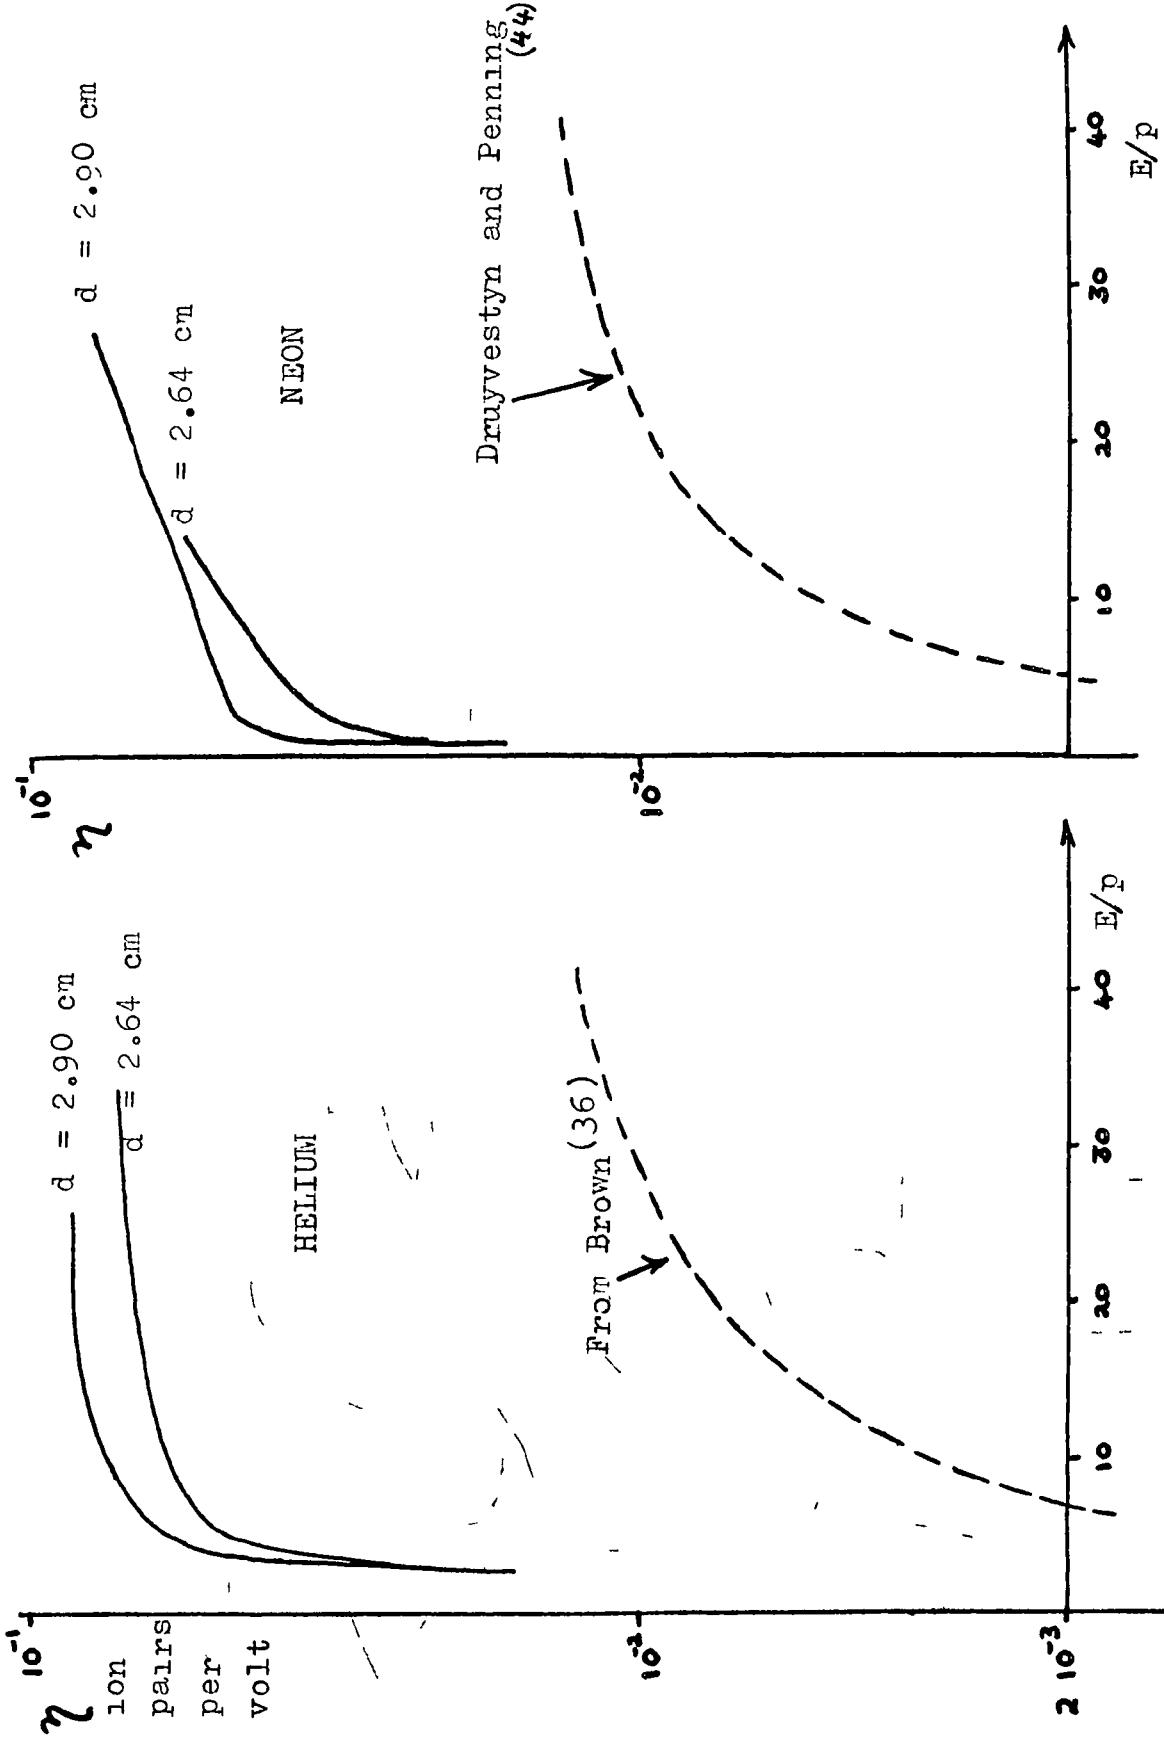 10⁻¹
η
ion
pairs
per
volt
10⁻²
2 10⁻³
d = 2.90 cm
d = 2.64 cm
HELIUM
From Brown (36)
10
20
30
40
E/p
10⁻¹
η
10⁻²
d = 2.90 cm
d = 2.64 cm
NEON
Druyvestyn and Penning
(44)
10
20
30
40
E/p